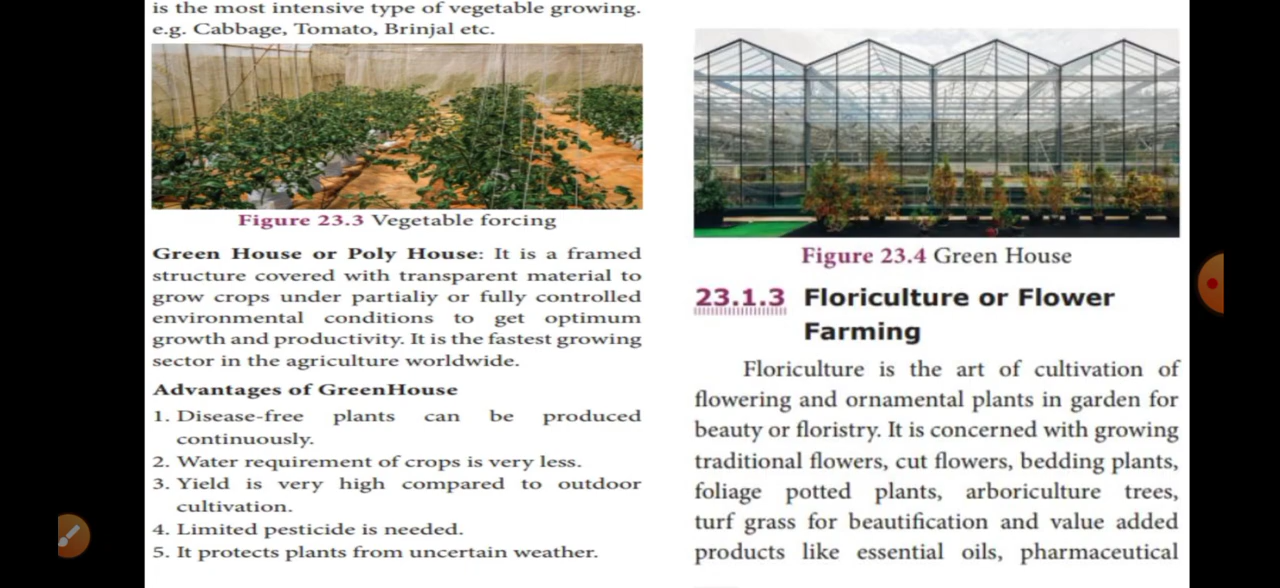 is the most intensive type of vegetable growing.
e.g. Cabbage, Tomato, Brinjal etc.
Figure 23.3 Vegetable forcing
Green House or Poly House: It is a framed
structure covered with transparent material to
grow crops under partialiy or fully controlled
environmental conditions to get optimum
growth and productivity. It is the fastest growing
sector in the agriculture worldwide.
Advantages of GreenHouse
1. Disease-free plants can be produced
continuously.
2. Water requirement of crops is very less.
3. Yield is very high compared to outdoor
cultivation.
4. Limited pesticide is needed.
5. It protects plants from uncertain weather.
Figure 23.4 Green House
23.1.3 Floriculture or Flower
Farming
Floriculture is the art of cultivation of
flowering and ornamental plants in garden for
beauty or floristry. It is concerned with growing
traditional flowers, cut flowers, bedding plants,
foliage potted plants, arboriculture trees,
turf grass for beautification and value added
products like essential oils, pharmaceutical